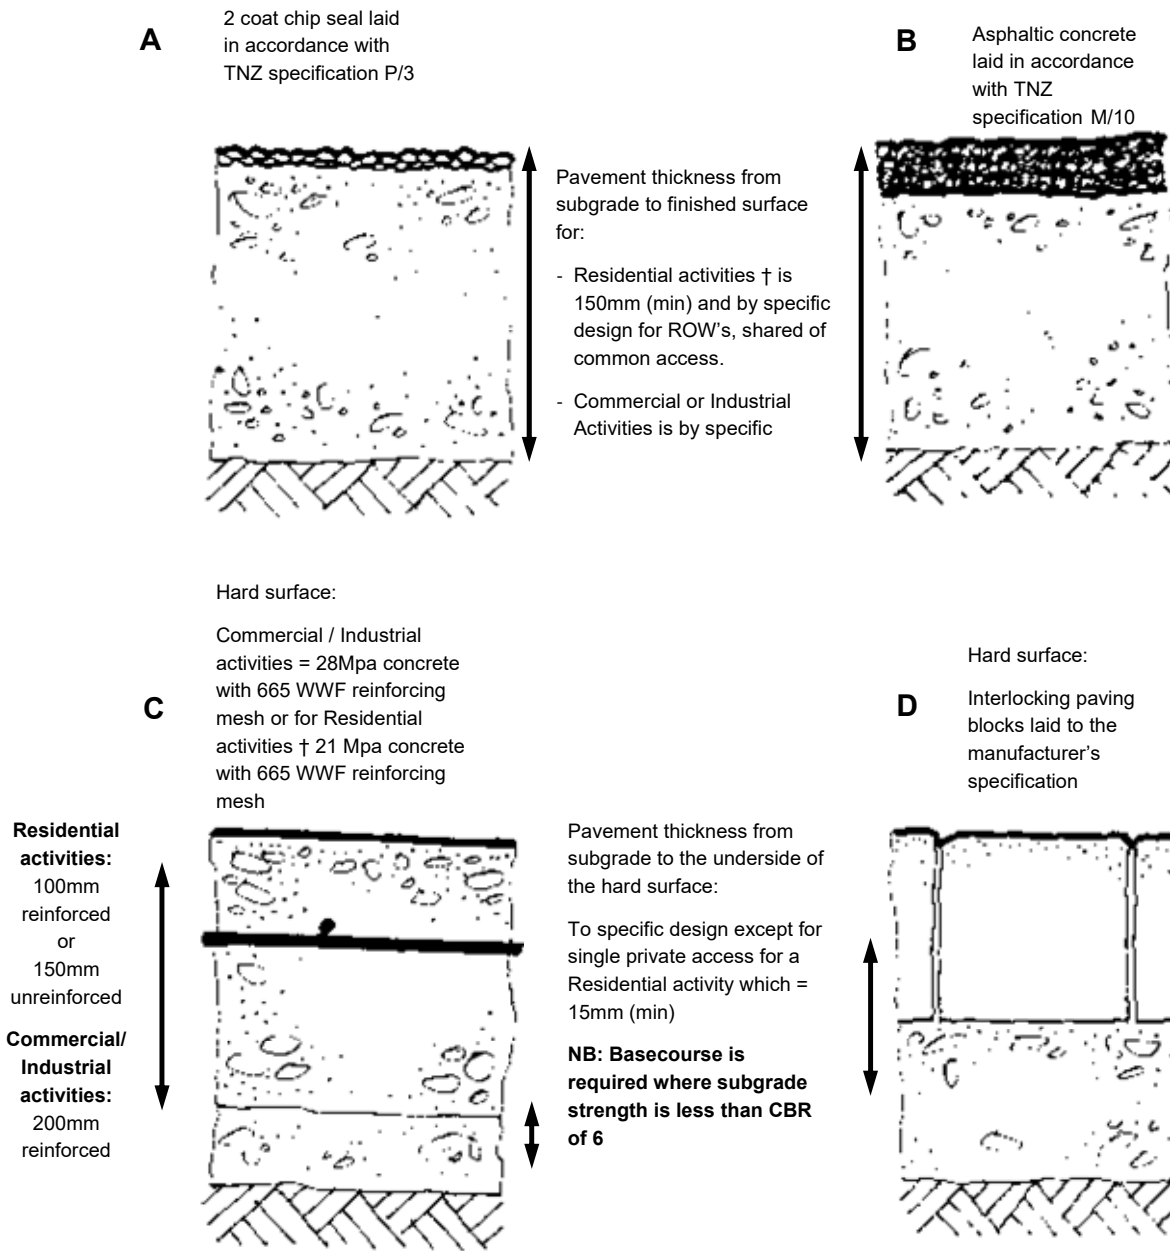 A
2 coat chip seal laid
in accordance with
TNZ specification P/3
B
Asphaltic concrete
laid in accordance
with TNZ
specification M/10
Pavement thickness from
subgrade to finished surface
for:
- Residential activities † is
150mm (min) and by specific
design for ROW's, shared of
common access.
- Commercial or Industrial
Activities is by specific
Hard surface:
Commercial / Industrial
activities = 28Mpa concrete
with 665 WWF reinforcing
mesh or for Residential
activities † 21 Mpa concrete
with 665 WWF reinforcing
mesh
C
Hard surface:
Interlocking paving
blocks laid to the
manufacturer's
specification
D
Residential
activities:
100mm
reinforced
or
150mm
unreinforced
Commercial/
Industrial
activities:
200mm
reinforced
Pavement thickness from
subgrade to the underside of
the hard surface:
To specific design except for
single private access for a
Residential activity which =
15mm (min)
NB: Basecourse is
required where subgrade
strength is less than CBR
of 6